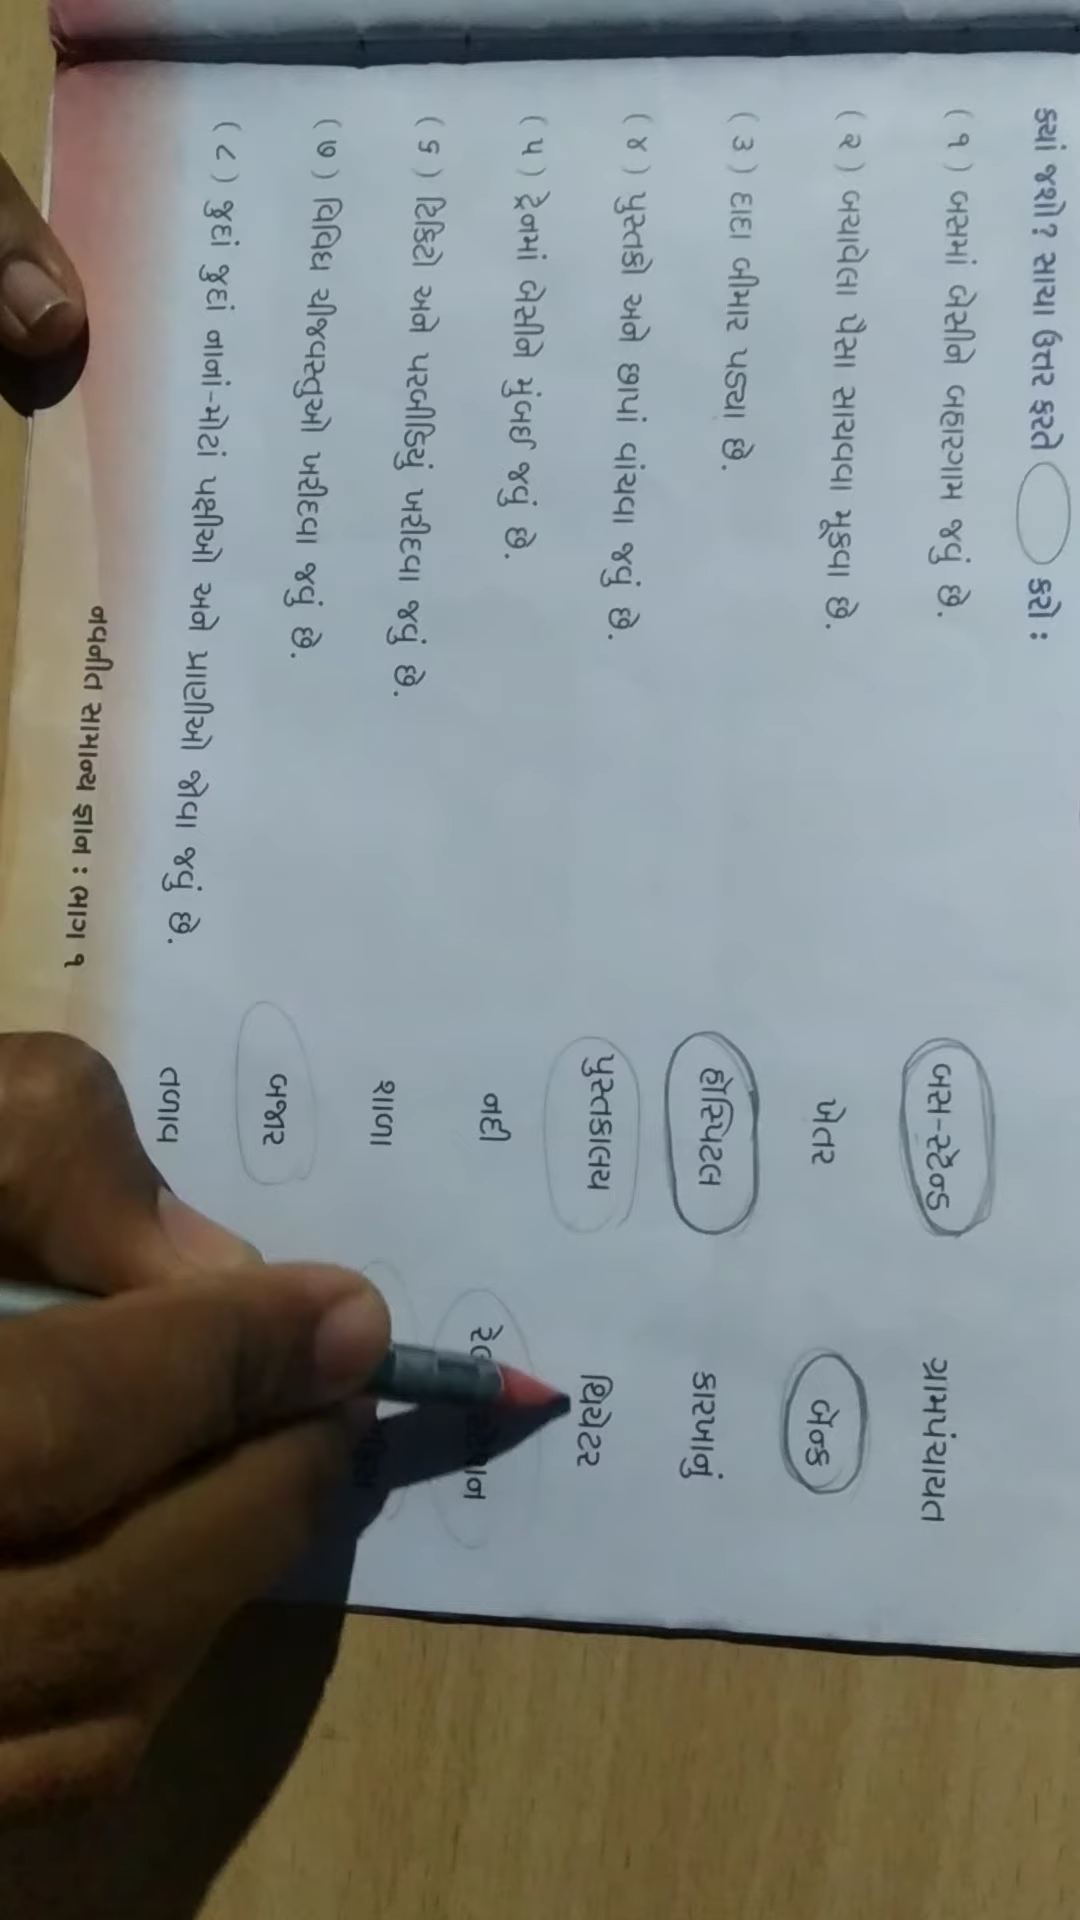 ક્યાં જશો? સાચા ઉત્તર ફરતે કરો :
(૧) બસમાં બેસીને બહારગામ જવું છે. બસ-સ્ટૅન્ડ ગ્રામપંચાયત
(૨) બચાવેલા પૈસા સાચવવા મૂકવા છે. ખેતર બેન્ક
(૩) દાદા બીમાર પડ્યા છે. હૉસ્પિટલ કારખાનું
(૪) પુસ્તકો અને છાપાં વાંચવા જવું છે. પુસ્તકાલય થિયેટર
(૫) ટ્રેનમાં બેસીને મુંબઈ જવું છે. નદી
(૬) ટિકિટો અને પરબીડિયું ખરીદવા જવું છે. શાળા
(૭) વિવિધ ચીજવસ્તુઓ ખરીદવા જવું છે. બજાર
(૮) જુદાં જુદાં નાનાં-મોટાં પક્ષીઓ અને પ્રાણીઓ જોવા જવું છે. તળાવ
નવનીત સામાન્ય જ્ઞાન : ભાગ ૧